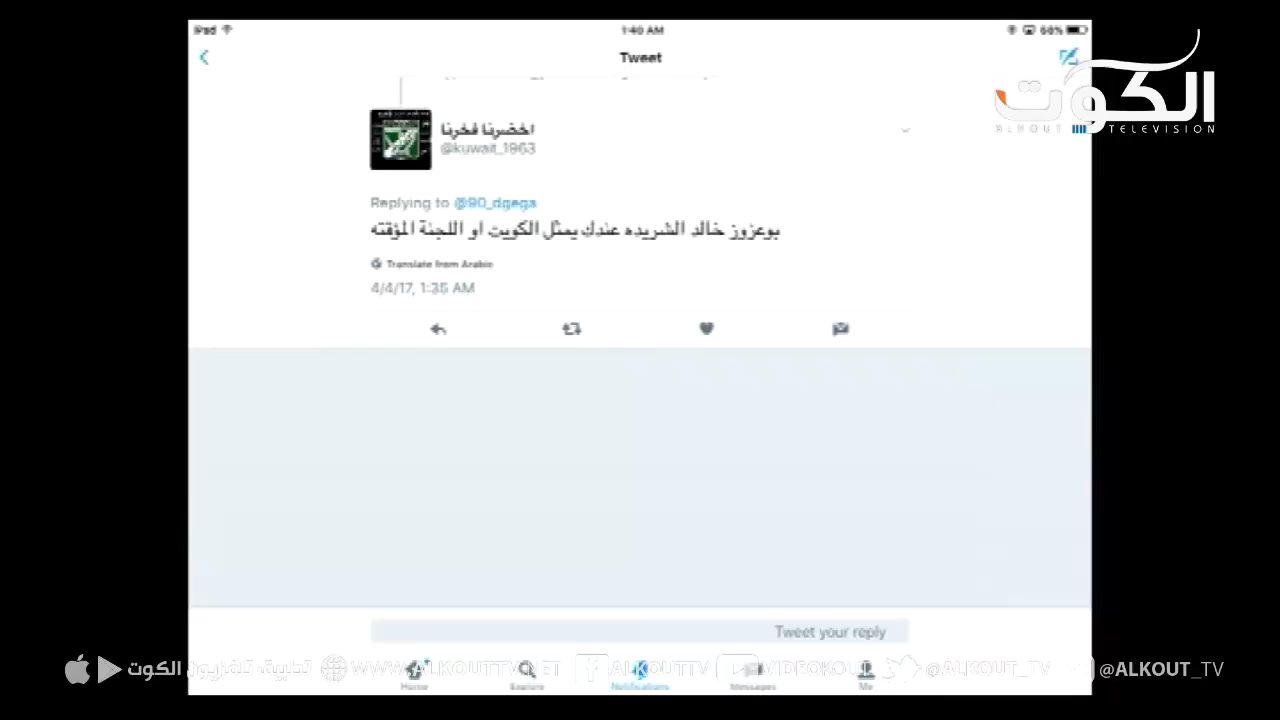 iPad
1:40 AM
68%
Tweet
الكوت
ALKOUT TELEVISION
اخضرنا فخرنا
@kuwait_1963
Replying to @90_dgega
بوعزوز خالد الشريده عندك يمثل الكويت او اللجنة المؤقته
Translate from Arabic
4/4/17, 1:35 AM
Tweet your reply
Home
Explore
Notifications
Messages
Me
تطبيق تلفزيون الكوت
WWW.ALKOUTTV.NET
ALKOUTTV
VIDEOKOUT
@ALKOUT_TV
@ALKOUT_TV